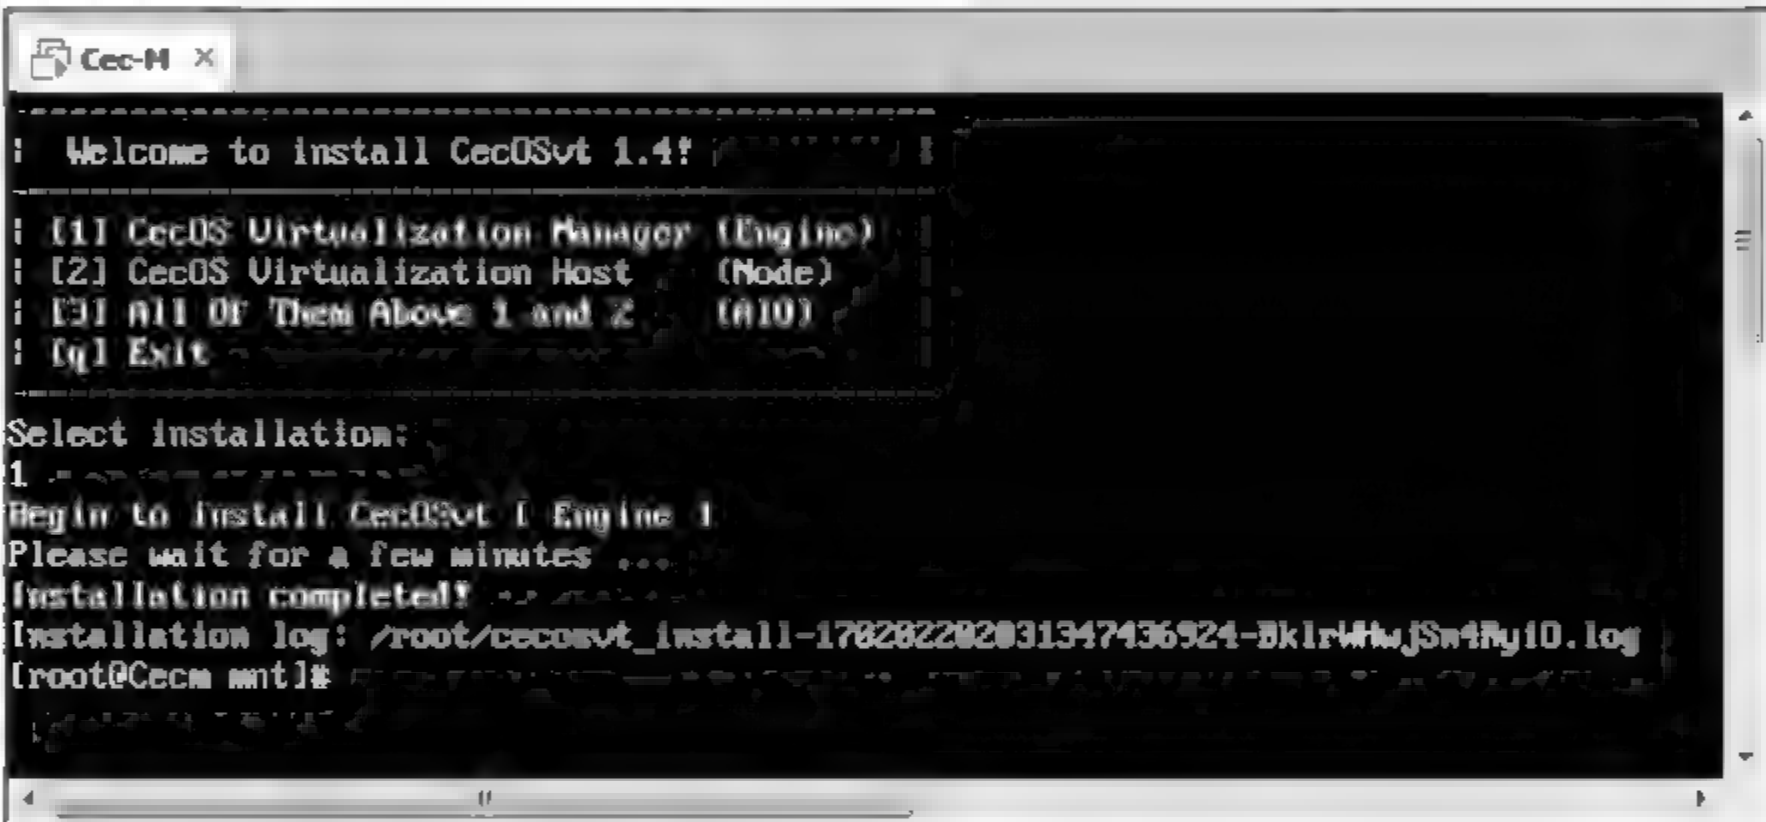 Cec-M
Welcome to install CecOSvt 1.4!
[1] CecOS Virtualization Manager (Engine)
[2] CecOS Virtualization Host (Node)
[3] All Of Them Above 1 and 2 (AIO)
[q] Exit
Select installation:
1
Begin to install CecOSvt [ Engine ]
Please wait for a few minutes ...
Installation completed!
Installation log:
[root@Cecm mnt]#